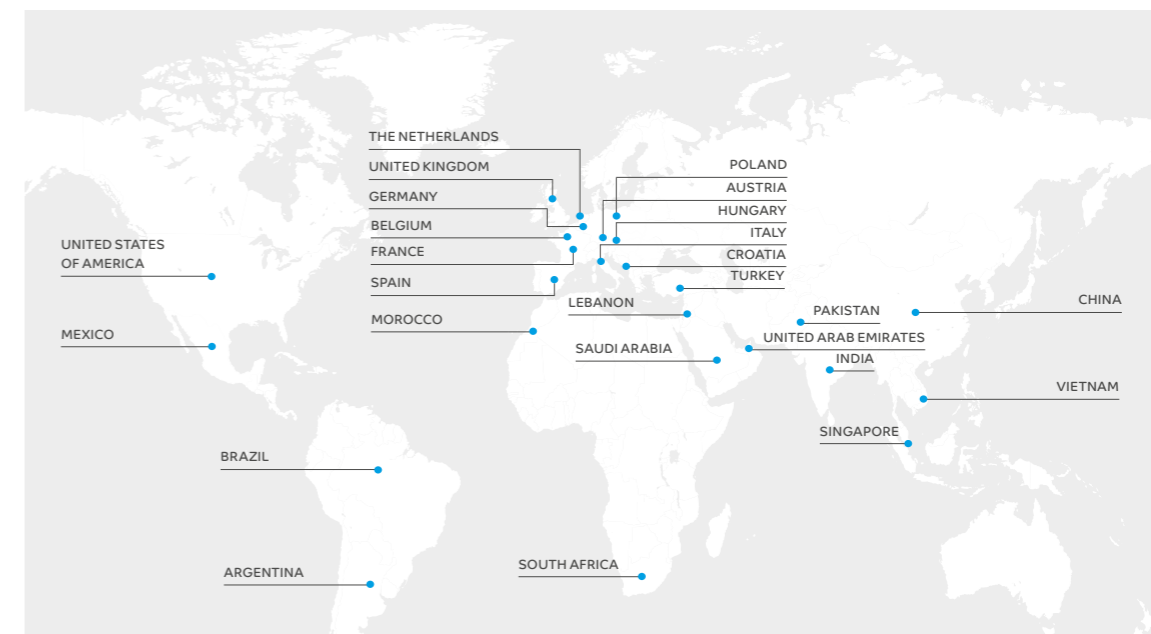 THE NETHERLANDS
UNITED KINGDOM
GERMANY
BELGIUM
FRANCE
SPAIN
MOROCCO
POLAND
AUSTRIA
HUNGARY
ITALY
CROATIA
TURKEY
LEBANON
SAUDI ARABIA
PAKISTAN
UNITED ARAB EMIRATES
INDIA
CHINA
VIETNAM
SINGAPORE
UNITED STATES
OF AMERICA
MEXICO
BRAZIL
ARGENTINA
SOUTH AFRICA